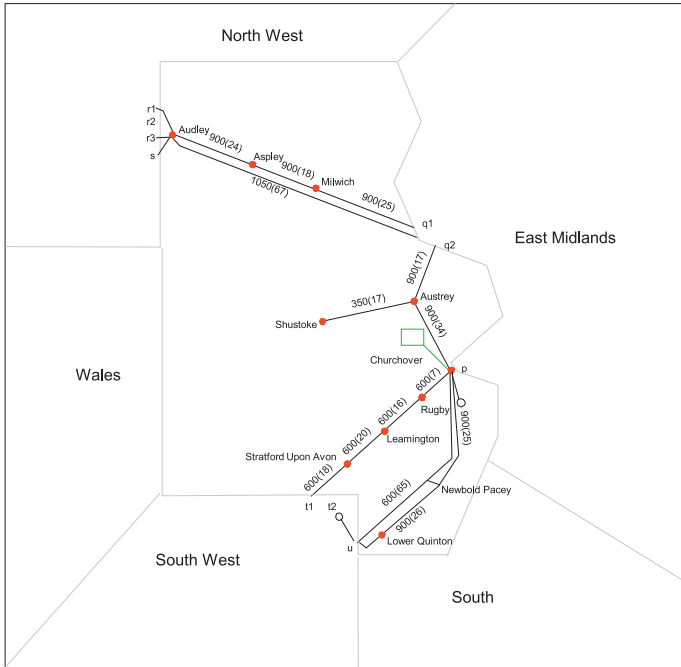 North West
r1
r2
r3
s
Audley
900(24)
Aspley
900(18)
Milwich
1050(67)
900(25)
q1
q2
East Midlands
900(17)
350(17)
Austrey
Shustoke
900(34)
Churchover
p
Wales
600(7)
Rugby
600(16)
900(25)
Leamington
600(20)
Stratford Upon Avon
600(18)
600(65)
Newbold Pacey
t1
t2
900(26)
Lower Quinton
u
South West
South